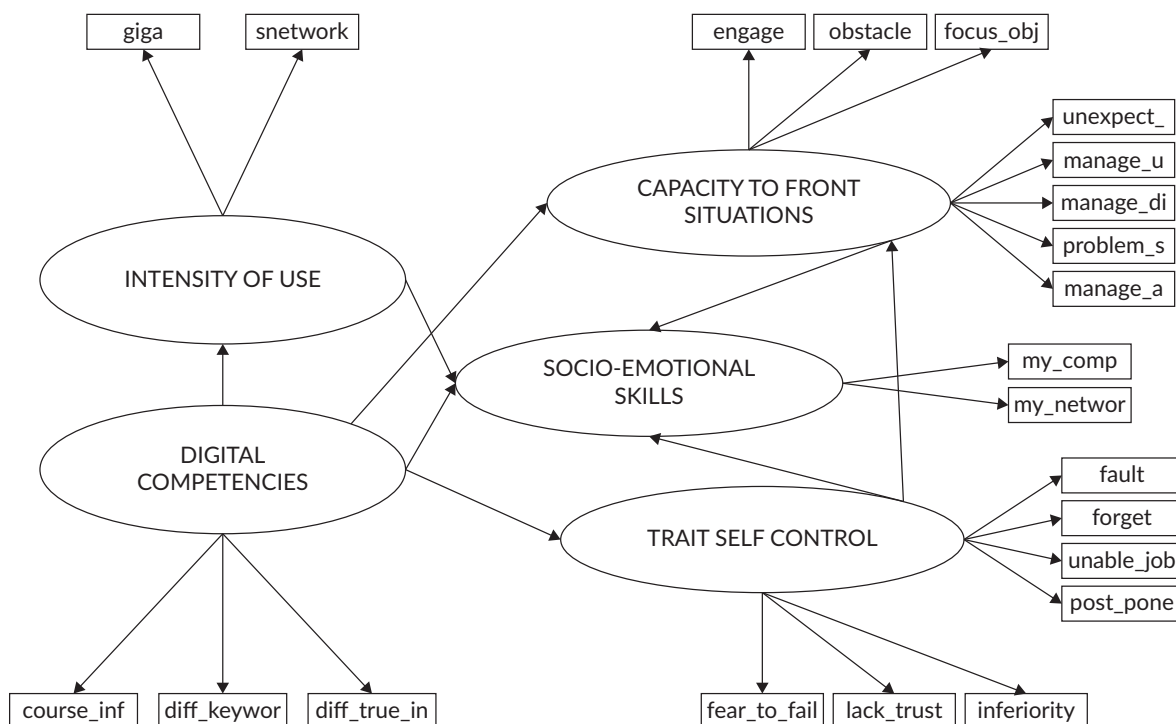 giga
snetwork
engage
obstacle
focus_obj
unexpect_
manage_u
manage_di
problem_s
manage_a
CAPACITY TO FRONT
SITUATIONS
INTENSITY OF USE
SOCIO-EMOTIONAL
SKILLS
my_comp
my_networ
DIGITAL
COMPETENCIES
TRAIT SELF CONTROL
fault
forget
unable_job
post_pone
course_inf
diff_keywor
diff_true_in
fear_to_fail
lack_trust
inferiority